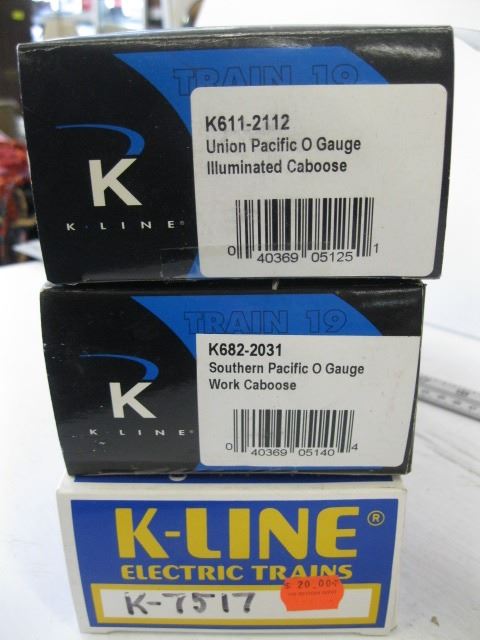 TRAIN 19
K
K·LINE®
K611-2112
Union Pacific O Gauge
Illuminated Caboose
0 40369 05125 1
TRAIN 19
K
K·LINE®
K682-2031
Southern Pacific O Gauge
Work Caboose
0 40369 05140 4
K-LINE®
ELECTRIC TRAINS
K-7517
$20.00